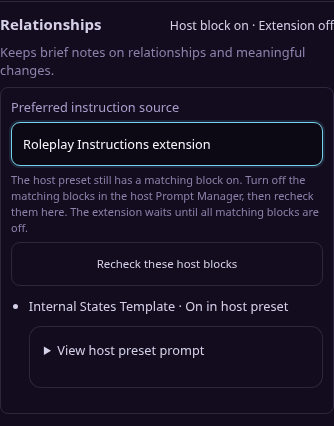 Relationships
Host block on · Extension off
Keeps brief notes on relationships and meaningful
changes.
Preferred instruction source
Roleplay Instructions extension
The host preset still has a matching block on. Turn off the
matching blocks in the host Prompt Manager, then recheck
them here. The extension waits until all matching blocks are
off.
Recheck these host blocks
• Internal States Template · On in host preset
▶ View host preset prompt